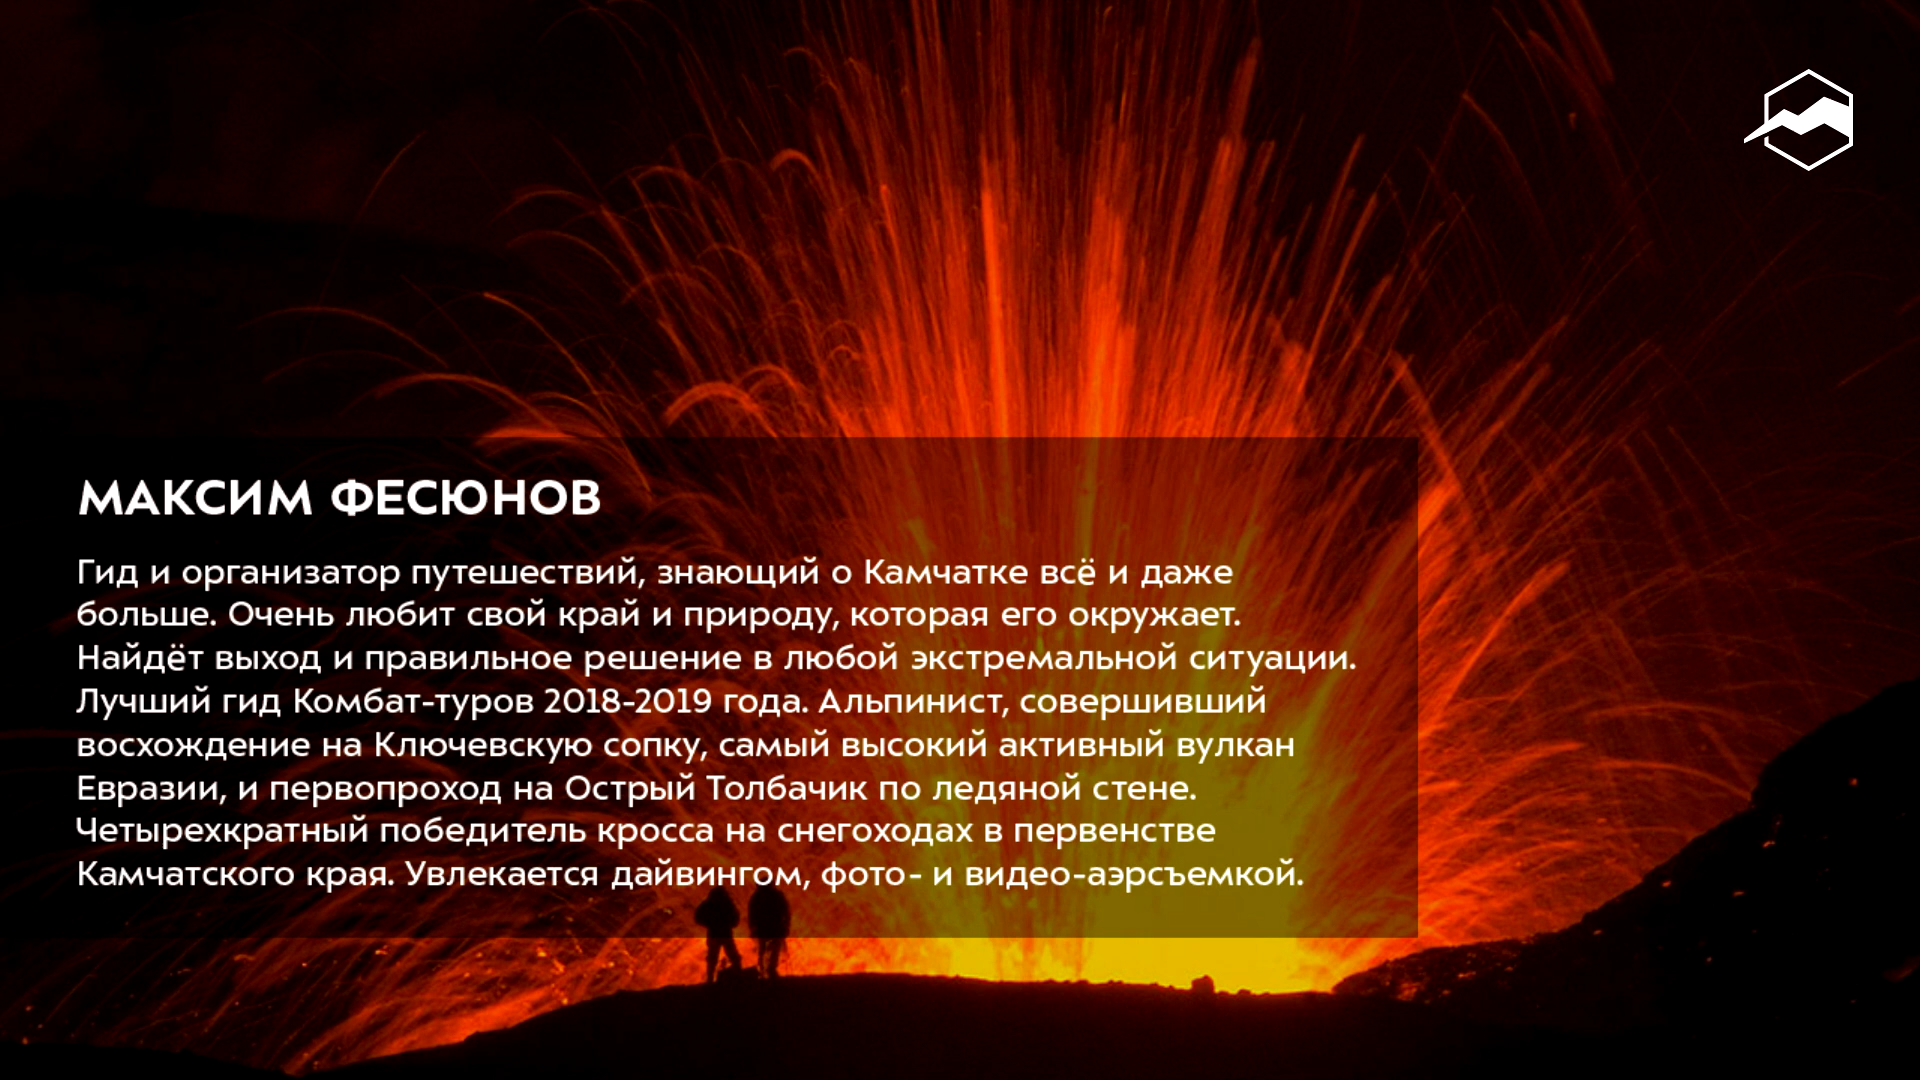 МАКСИМ ФЕСЮНОВ
Гид и организатор путешествий, знающий о Камчатке всё и даже
больше. Очень любит свой край и природу, которая его окружает.
Найдёт выход и правильное решение в любой экстремальной ситуации.
Лучший гид Комбат-туров 2018-2019 года. Альпинист, совершивший
восхождение на Ключевскую сопку, самый высокий активный вулкан
Евразии, и первопроход на Острый Толбачик по ледяной стене.
Четырехкратный победитель кросса на снегоходах в первенстве
Камчатского края. Увлекается дайвингом, фото- и видео-аэрсъемкой.